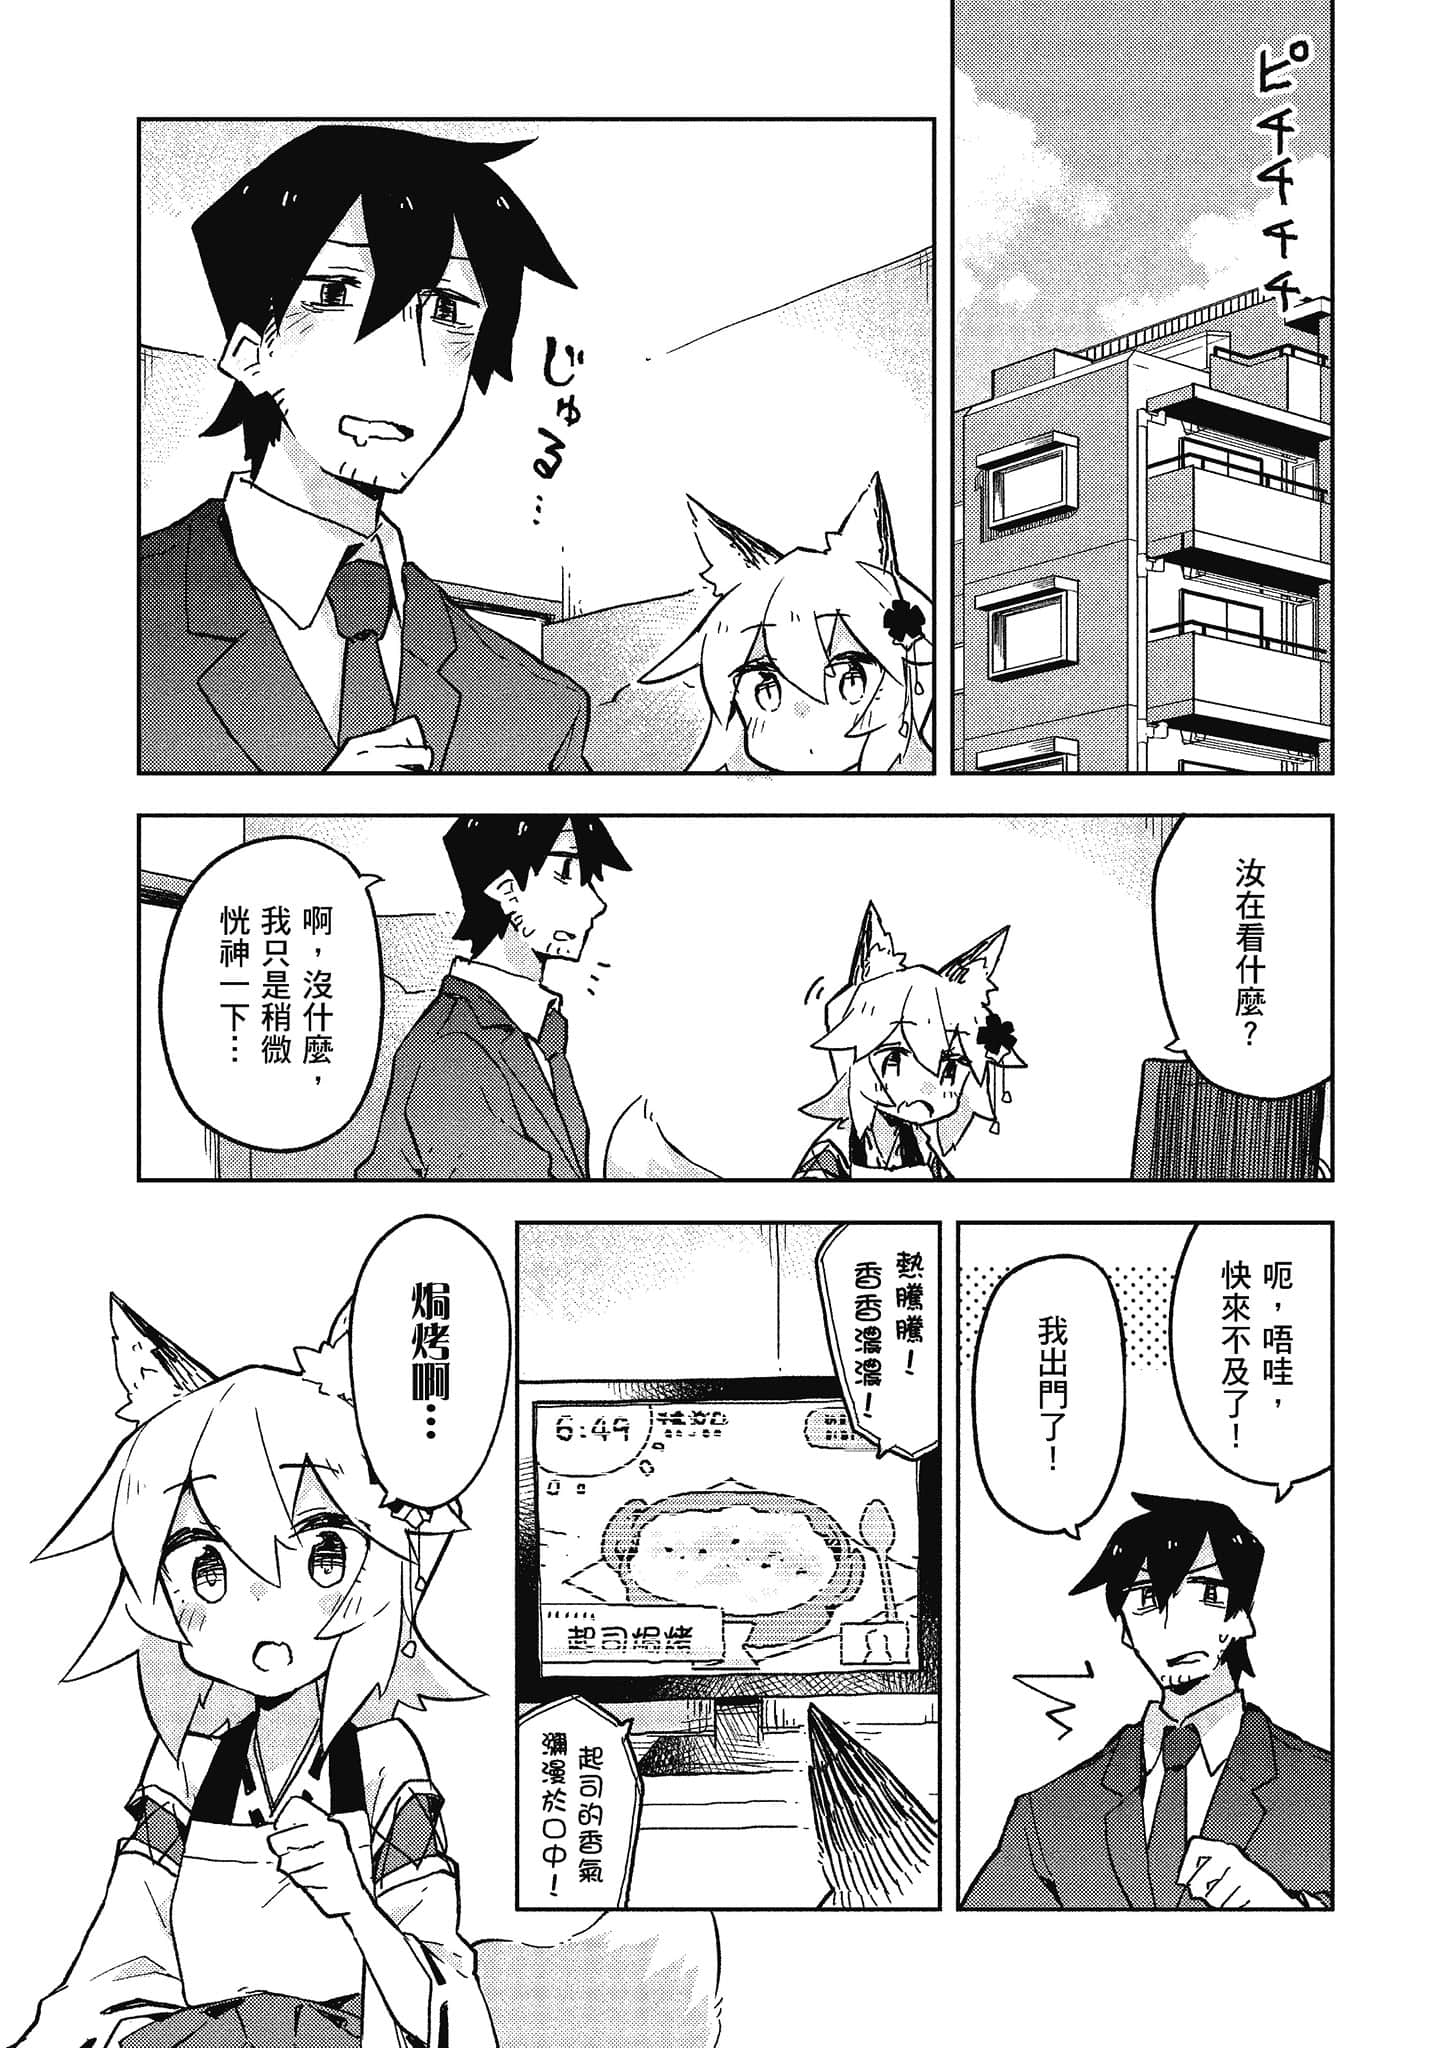 ピチチチチ
じゅる…
汝在看什麼？
啊，沒什麼，
我只是稍微
恍神一下…
呃，唔哇，
快來不及了！
我出門了！
熱騰騰！
香香濃濃！
6:49
起司焗烤
起司的香氣
瀰漫於口中！
焗烤啊…